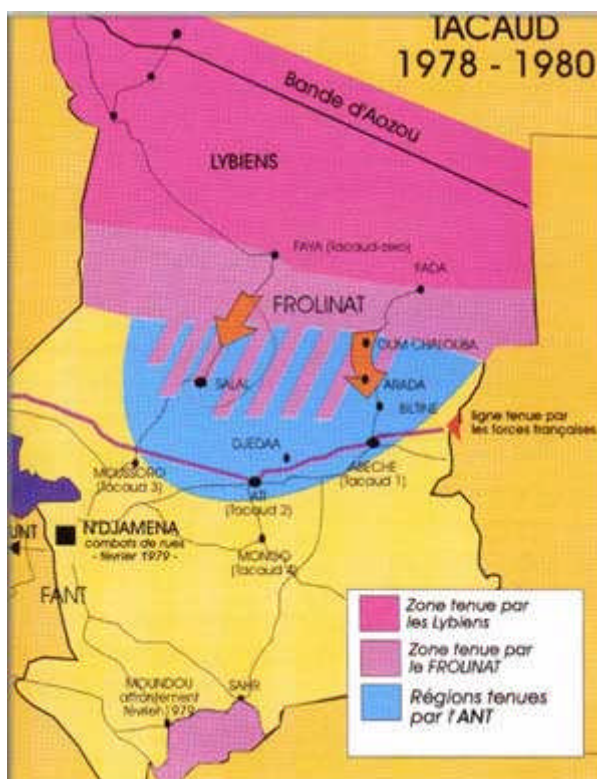 TACAUD
1978 - 1980
Bande d'Aozou
LYBIENS
FAYA (Tacaud-zero)
FADA
FROLINAT
OUM CHALOUBA
SALAL
ARADA
BILTINE
ligne tenue par
les forces françaises
DJEDAA
MOUSSORO
(Tacaud 3)
ABECHE
(Tacaud 1)
ATI
(Tacaud 2)
N'DJAMENA
combats de rues
- février 1979 -
MONGO
(Tacaud 4)
UNT
FANT
MOUNDOU
affrontement
février 1979
SAHR
Zone tenue par
les Lybiens
Zone tenue par
le FROLINAT
Régions tenues
par l'ANT